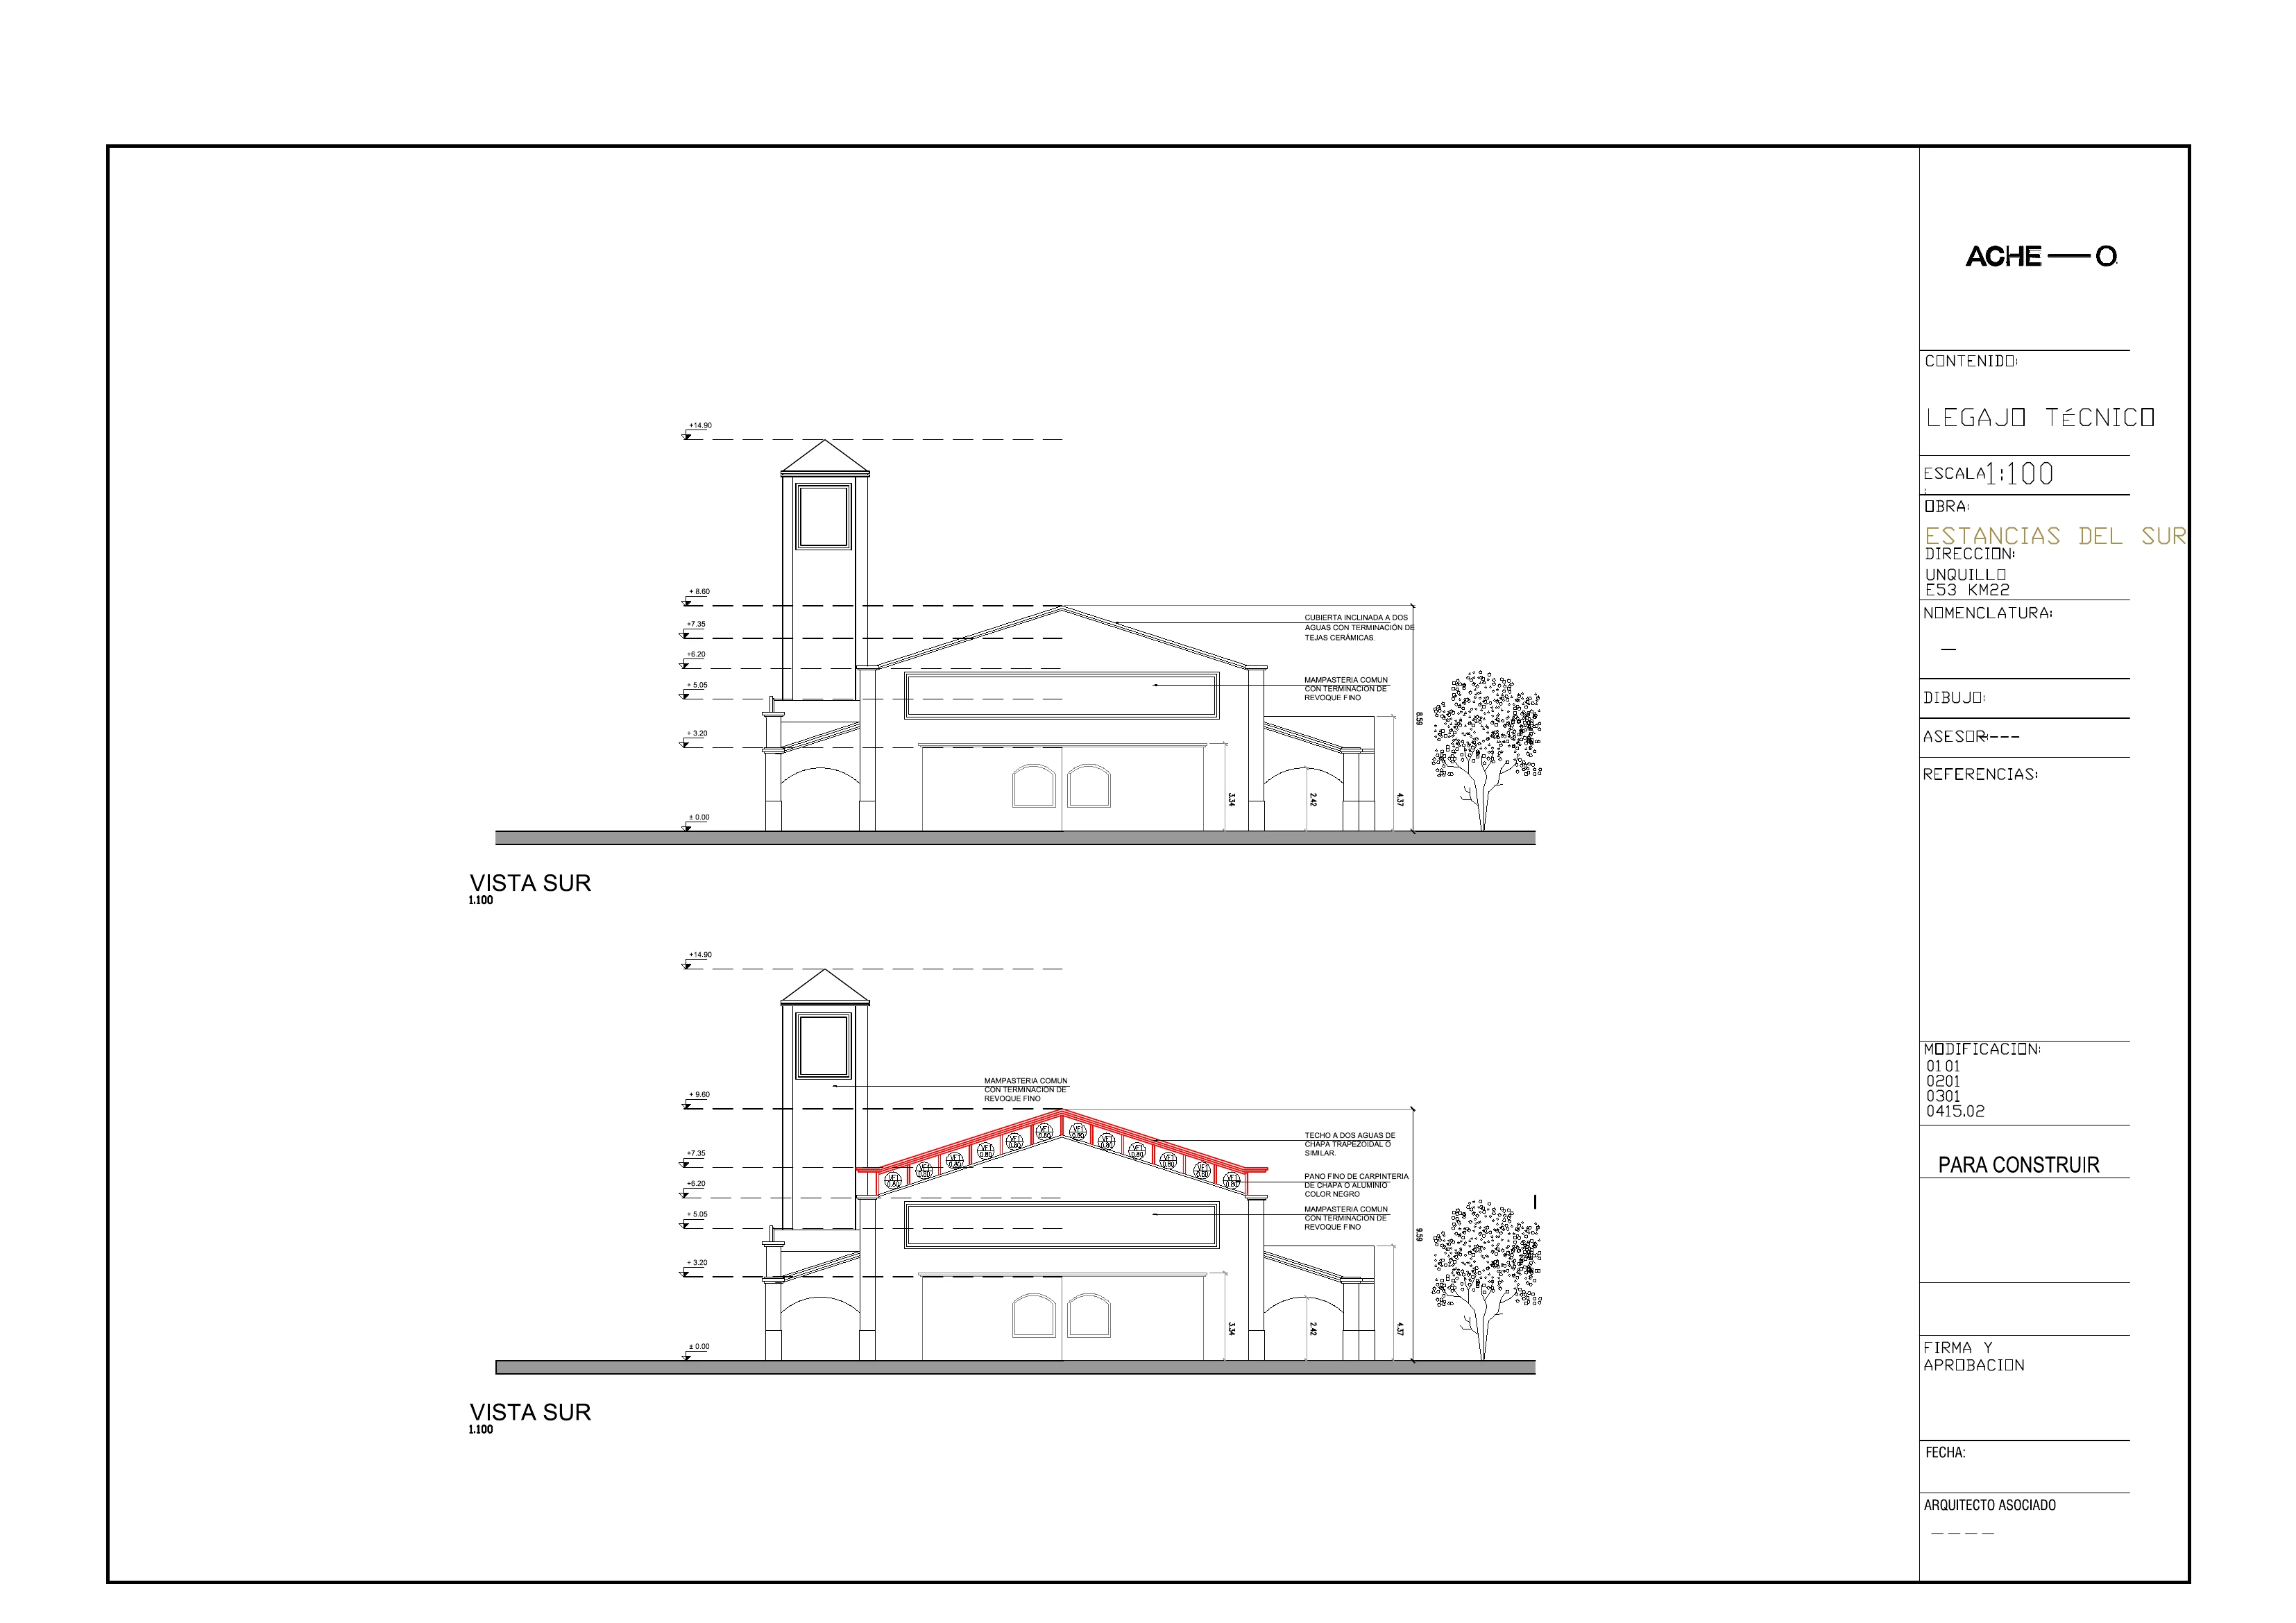 +14.90
+ 8.60
+7.35
+6.20
+ 5.05
+ 3.20
± 0.00
CUBIERTA INCLINADA A DOS
AGUAS CON TERMINACIÓN DE
TEJAS CERÁMICAS.
MAMPASTERIA COMUN
CON TERMINACION DE
REVOQUE FINO
8.59
3.34
2.42
4.37
VISTA SUR
1.100
+14.90
+ 9.60
+7.35
+6.20
+ 5.05
+ 3.20
± 0.00
MAMPASTERIA COMUN
CON TERMINACION DE
REVOQUE FINO
TECHO A DOS AGUAS DE
CHAPA TRAPEZOIDAL O
SIMILAR.
PANO FINO DE CARPINTERIA
DE CHAPA O ALUMINIO
COLOR NEGRO
MAMPASTERIA COMUN
CON TERMINACION DE
REVOQUE FINO
9.59
3.34
2.42
4.37
VISTA SUR
1.100
ACHE — O
CONTENIDO:
LEGAJO TÉCNICO
ESCALA 1:100
:
OBRA:
ESTANCIAS DEL SUR
DIRECCION:
UNQUILLO
E53 KM22
NOMENCLATURA:
—
DIBUJO:
ASESOR:---
REFERENCIAS:
MODIFICACION:
0101
0201
0301
0415.02
PARA CONSTRUIR
FIRMA Y
APROBACION
FECHA:
ARQUITECTO ASOCIADO
----